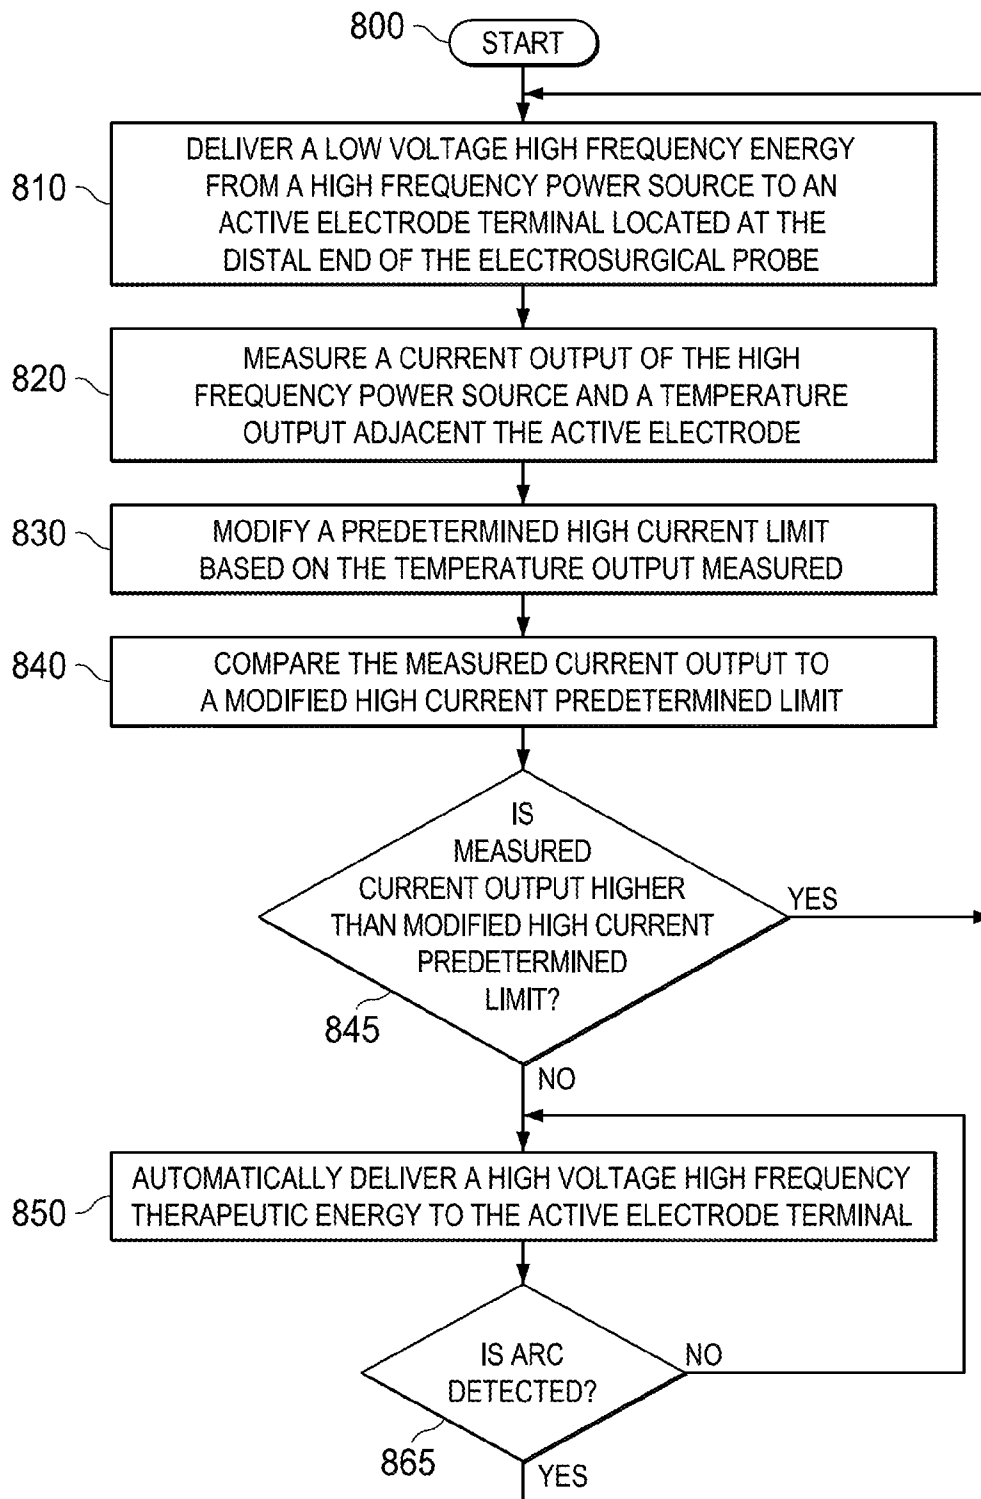 800
START
DELIVER A LOW VOLTAGE HIGH FREQUENCY ENERGY
FROM A HIGH FREQUENCY POWER SOURCE TO AN
ACTIVE ELECTRODE TERMINAL LOCATED AT THE
DISTAL END OF THE ELECTROSURGICAL PROBE
810
MEASURE A CURRENT OUTPUT OF THE HIGH
FREQUENCY POWER SOURCE AND A TEMPERATURE
OUTPUT ADJACENT THE ACTIVE ELECTRODE
820
MODIFY A PREDETERMINED HIGH CURRENT LIMIT
BASED ON THE TEMPERATURE OUTPUT MEASURED
830
COMPARE THE MEASURED CURRENT OUTPUT TO
A MODIFIED HIGH CURRENT PREDETERMINED LIMIT
840
IS
MEASURED
CURRENT OUTPUT HIGHER
THAN MODIFIED HIGH CURRENT
PREDETERMINED
LIMIT?
YES
845
NO
AUTOMATICALLY DELIVER A HIGH VOLTAGE HIGH FREQUENCY
THERAPEUTIC ENERGY TO THE ACTIVE ELECTRODE TERMINAL
850
IS ARC
DETECTED?
NO
865
YES